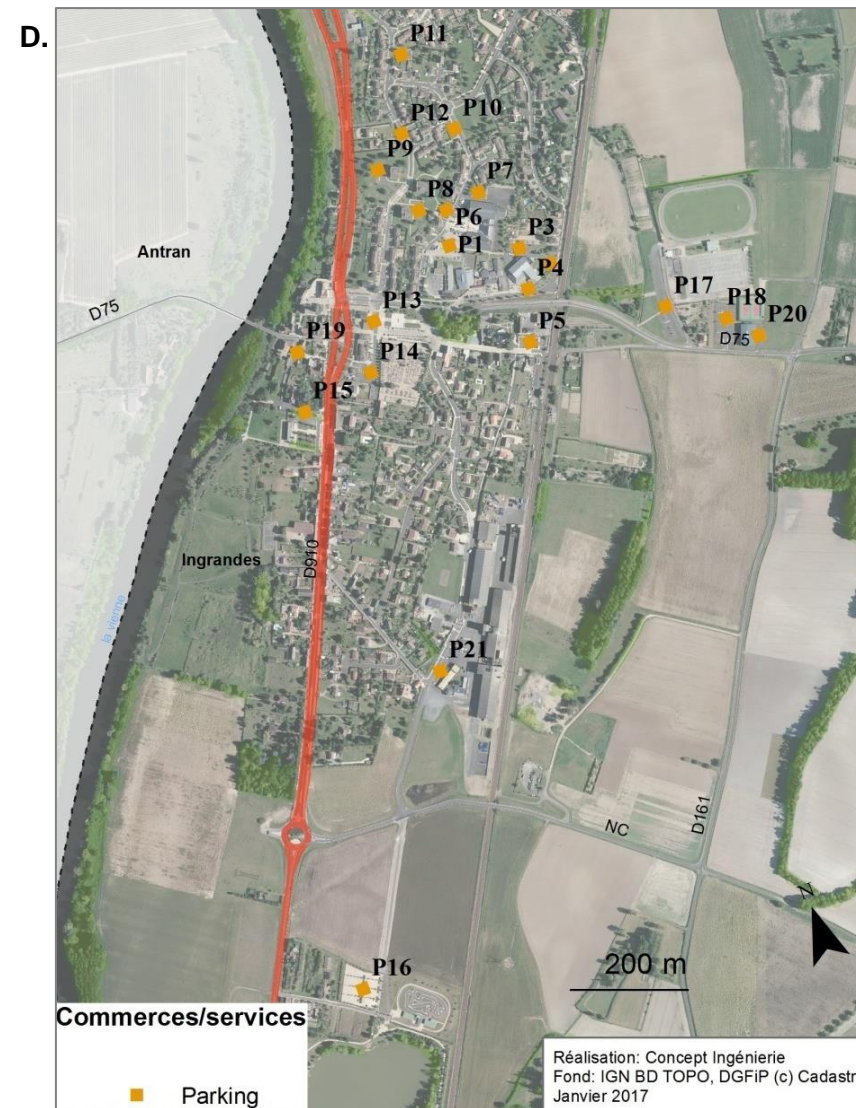 D.
P11
P12
P10
P9
P7
P8
P6
P3
P1
Antran
P4
P17
D75
P13
P18
P20
P19
P5
D75
P14
P15
D910
Ingrandes
la vienne
P21
NC
D161
N
200 m
P16
Commerces/services
Parking
Réalisation: Concept Ingénierie
Fond: IGN BD TOPO, DGFiP (c) Cadastr
Janvier 2017